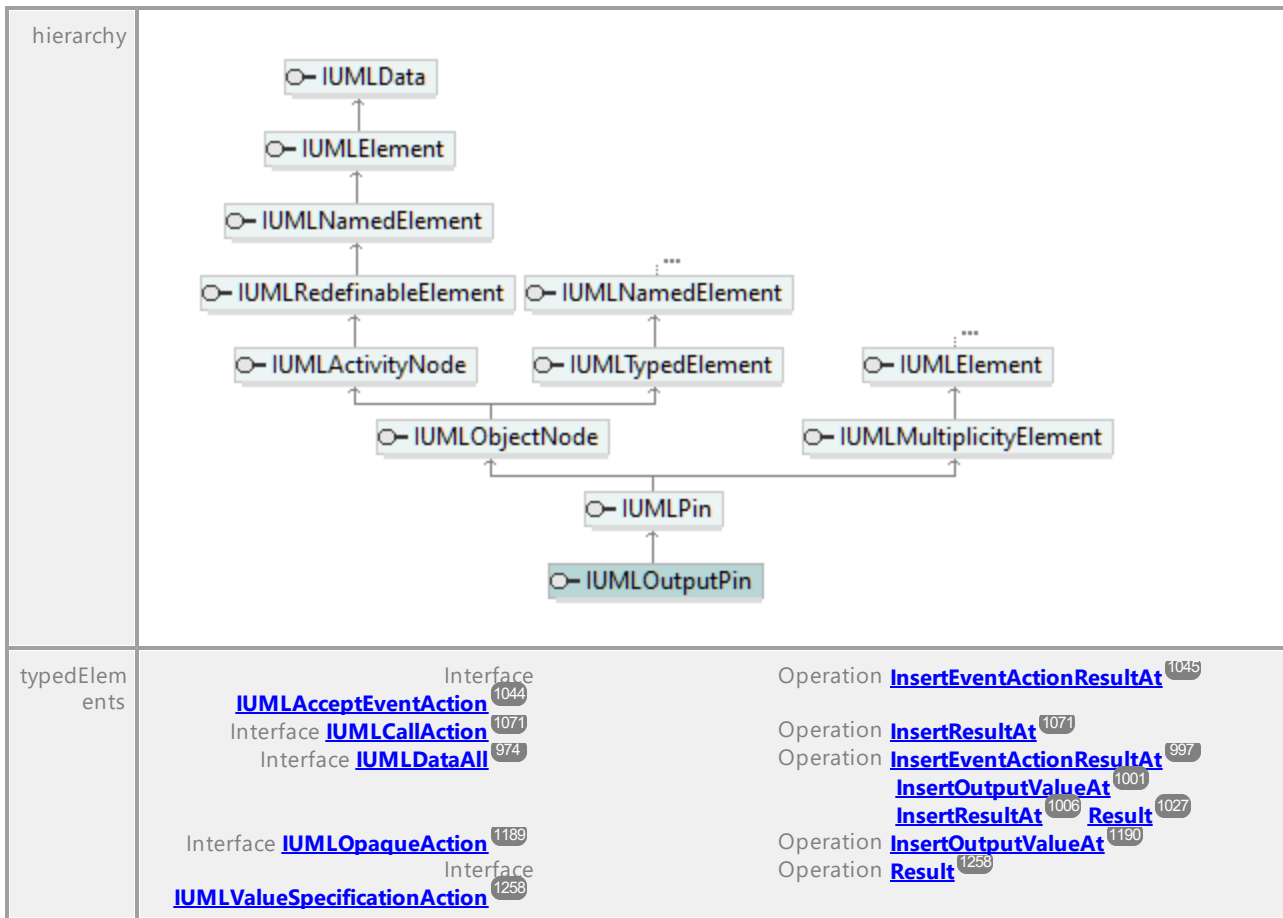 hierarchy
IUMLData
IUMLElement
IUMLNamedElement
IUMLRedefinableElement
IUMLNamedElement
IUMLActivityNode
IUMLTypedElement
IUMLElement
IUMLObjectNode
IUMLMultiplicityElement
IUMLPin
IUMLOutputPin
typedElem
ents
Interface
IUMLAcceptEventAction 1044
Operation InsertEventActionResultAt 1045
Interface IUMLCallAction 1071
Operation InsertResultAt 1071
Interface IUMLDataAll 974
Operation InsertEventActionResultAt 997
InsertOutputValueAt 1001
InsertResultAt 1006 Result 1027
Interface IUMLOpaqueAction 1189
Operation InsertOutputValueAt 1190
Interface
IUMLValueSpecificationAction 1258
Operation Result 1258